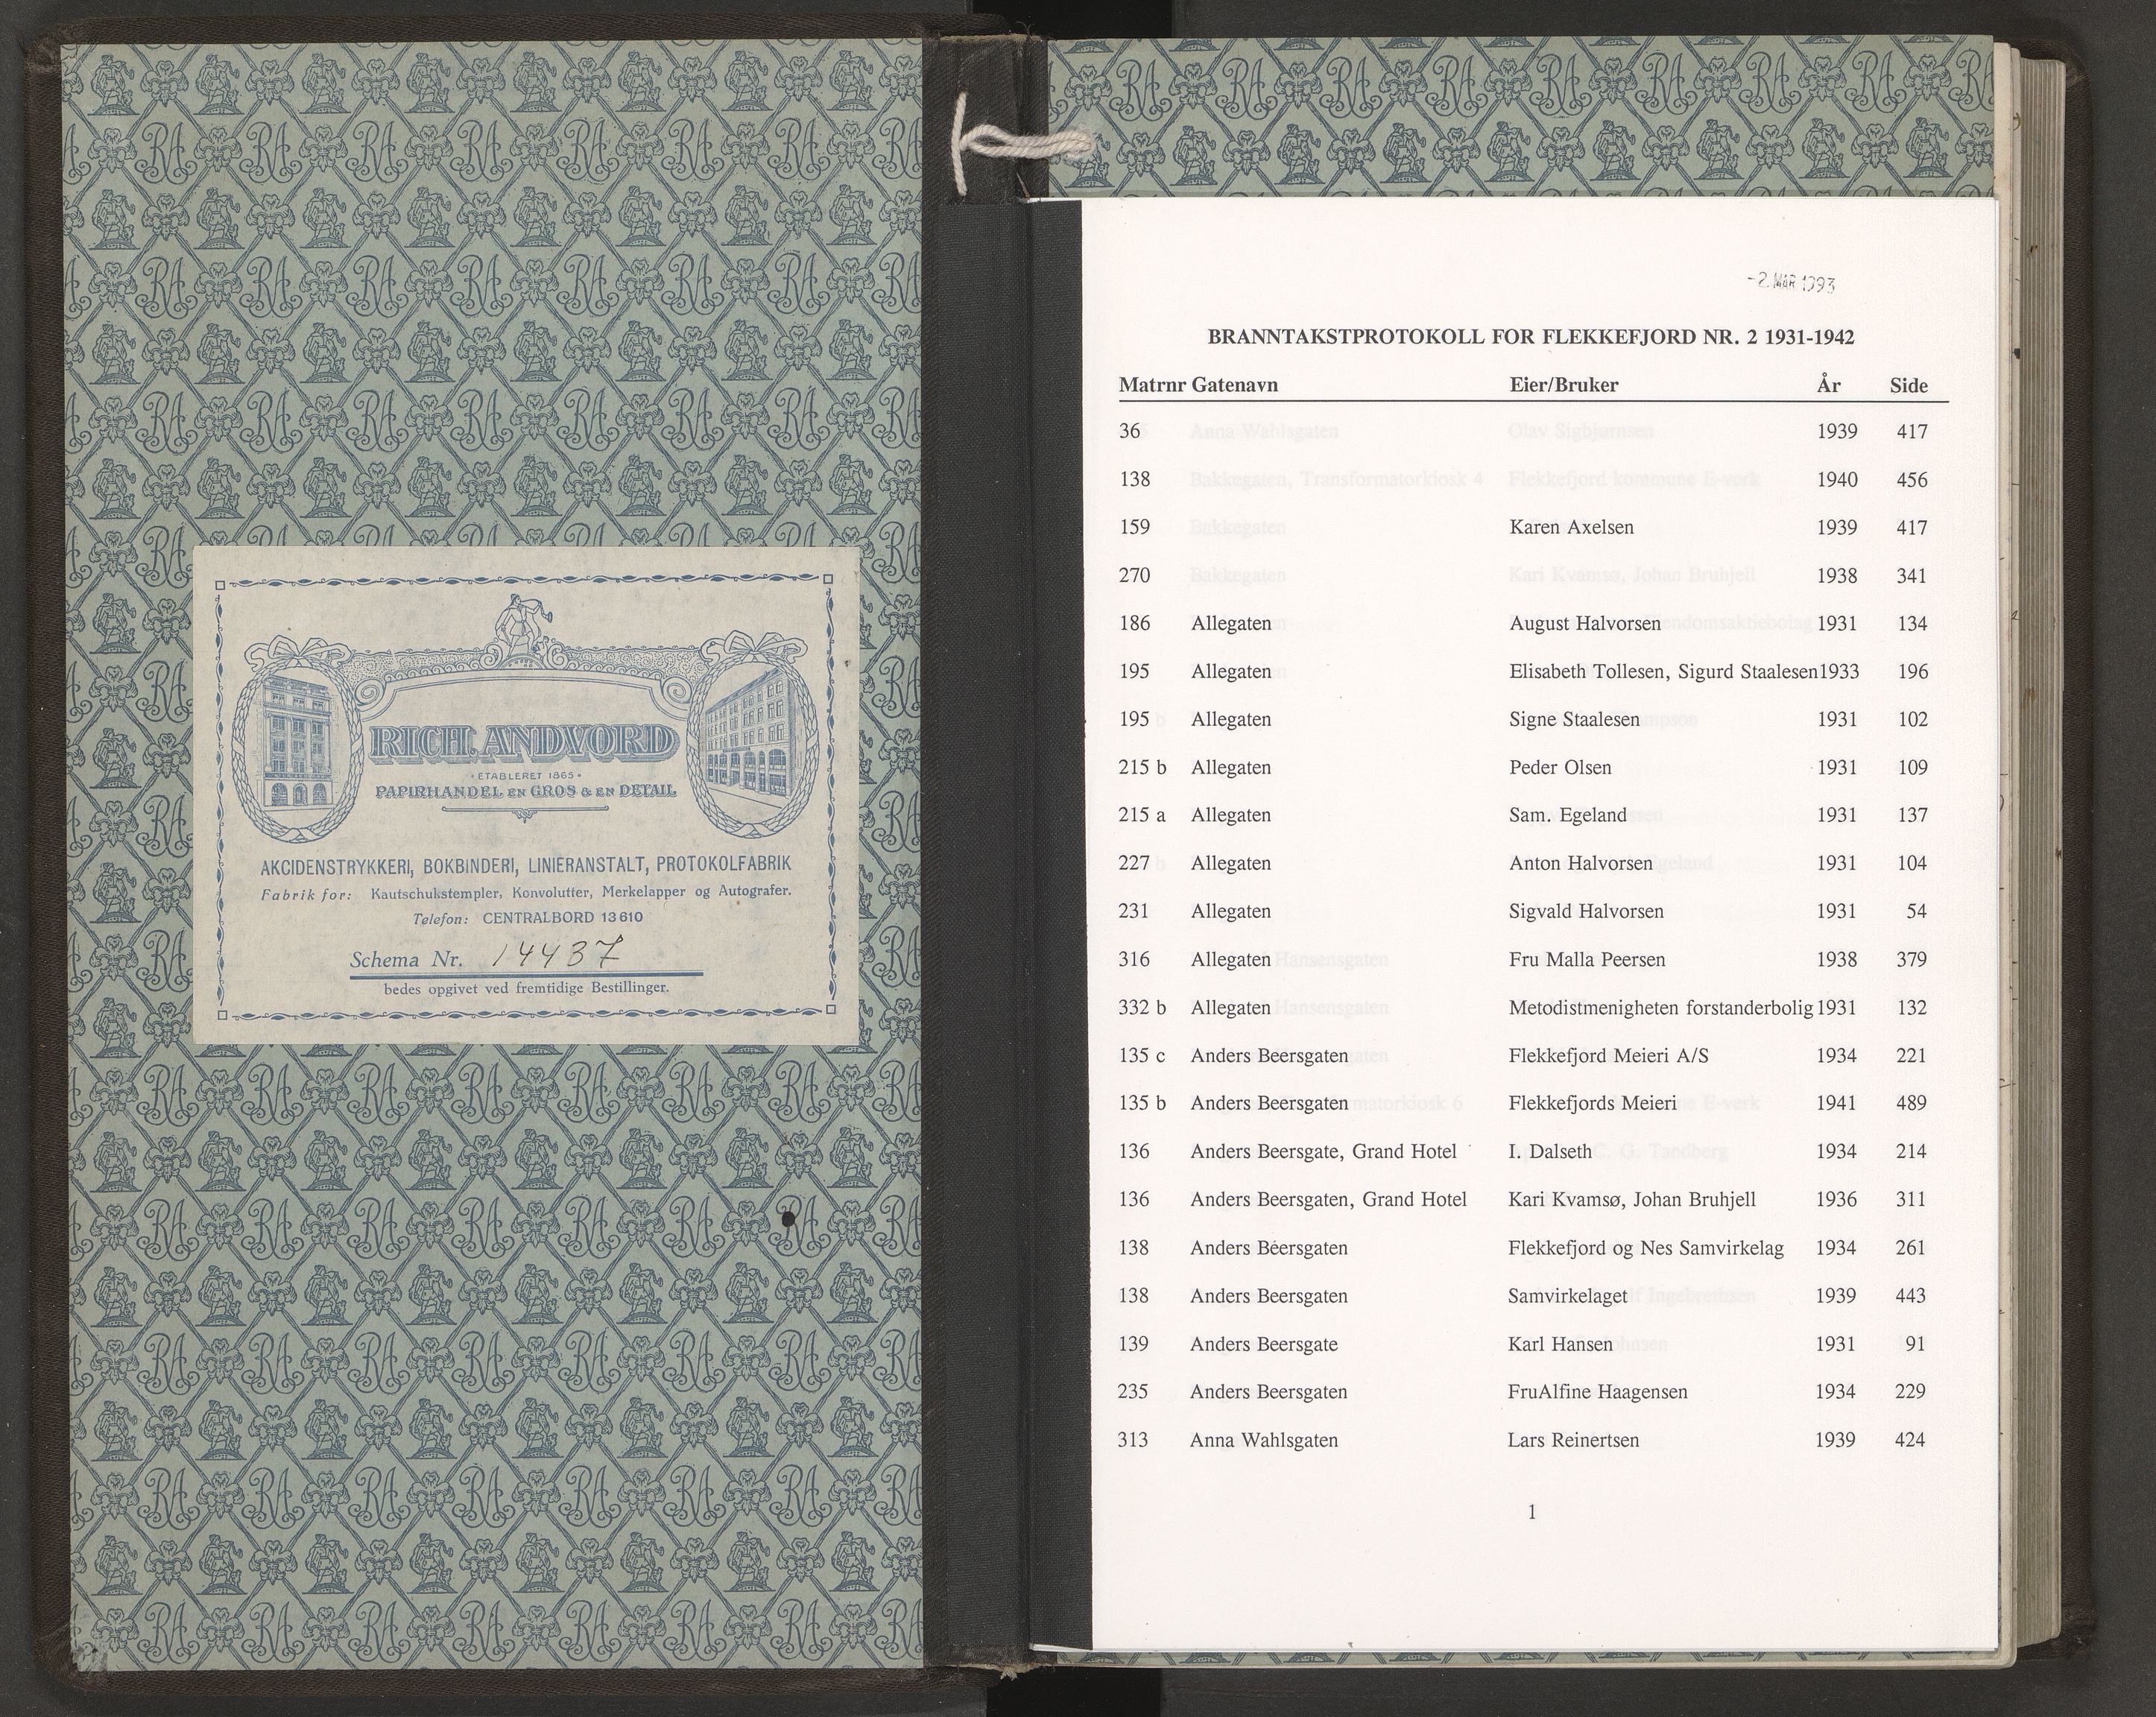 RICH. ANDVORD
ETABLERET 1865
PAPIRHANDEL EN GROS & EN DETAIL
AKCIDENSTRYKKERI, BOKBINDERI, LINIERANSTALT, PROTOKOLFABRIK
Fabrik for: Kautschukstempler, Konvolutter, Merkelapper og Autografer.
Telefon: CENTRALBORD 13610
Schema Nr. 14437
bedes opgivet ved fremtidige Bestillinger.
-2. MAR 1993
BRANNTAKSTPROTOKOLL FOR FLEKKEFJORD NR. 2 1931-1942
Matrnr Gatenavn Eier/Bruker År Side
36 1939 417
138 1940 456
159 Karen Axelsen 1939 417
270 1938 341
186 Allegaten August Halvorsen 1931 134
195 Allegaten Elisabeth Tollesen, Sigurd Staalesen 1933 196
195 Allegaten Signe Staalesen 1931 102
215 b Allegaten Peder Olsen 1931 109
215 a Allegaten Sam. Egeland 1931 137
227 Allegaten Anton Halvorsen 1931 104
231 Allegaten Sigvald Halvorsen 1931 54
316 Allegaten Fru Malla Peersen 1938 379
332 b Allegaten Metodistmenigheten forstanderbolig 1931 132
135 c Anders Beersgaten Flekkefjord Meieri A/S 1934 221
135 b Anders Beersgaten Flekkefjords Meieri 1941 489
136 Anders Beersgate, Grand Hotel I. Dalseth 1934 214
136 Anders Beersgaten, Grand Hotel Kari Kvamsø, Johan Bruhjell 1936 311
138 Anders Beersgaten Flekkefjord og Nes Samvirkelag 1934 261
138 Anders Beersgaten Samvirkelaget 1939 443
139 Anders Beersgate Karl Hansen 1931 91
235 Anders Beersgaten FruAlfine Haagensen 1934 229
313 Anna Wahlsgaten Lars Reinertsen 1939 424
1